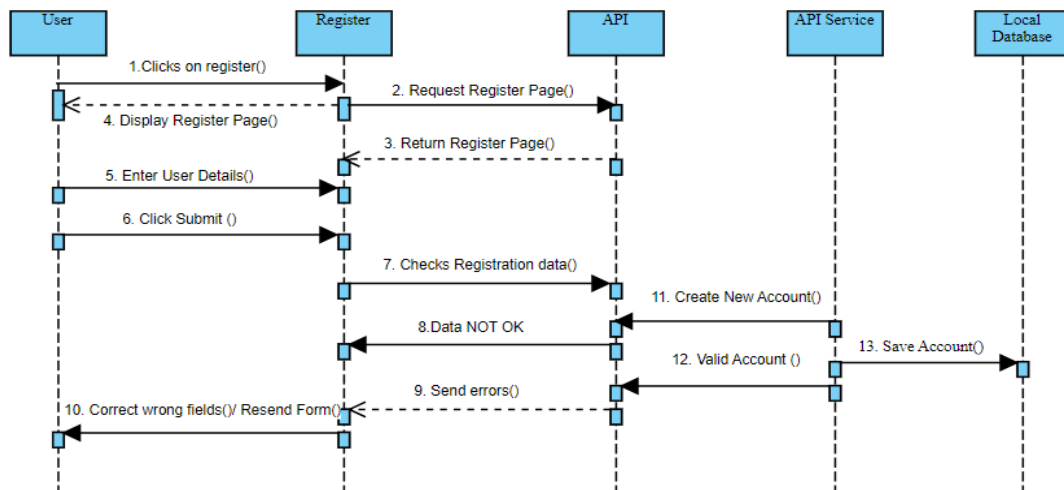 User
Register
API
API Service
Local
Database
1.Clicks on register()
2. Request Register Page()
4. Display Register Page()
3. Return Register Page()
5. Enter User Details()
6. Click Submit ()
7. Checks Registration data()
11. Create New Account()
8.Data NOT OK
13. Save Account()
12. Valid Account ()
9. Send errors()
10. Correct wrong fields()/ Resend Form()